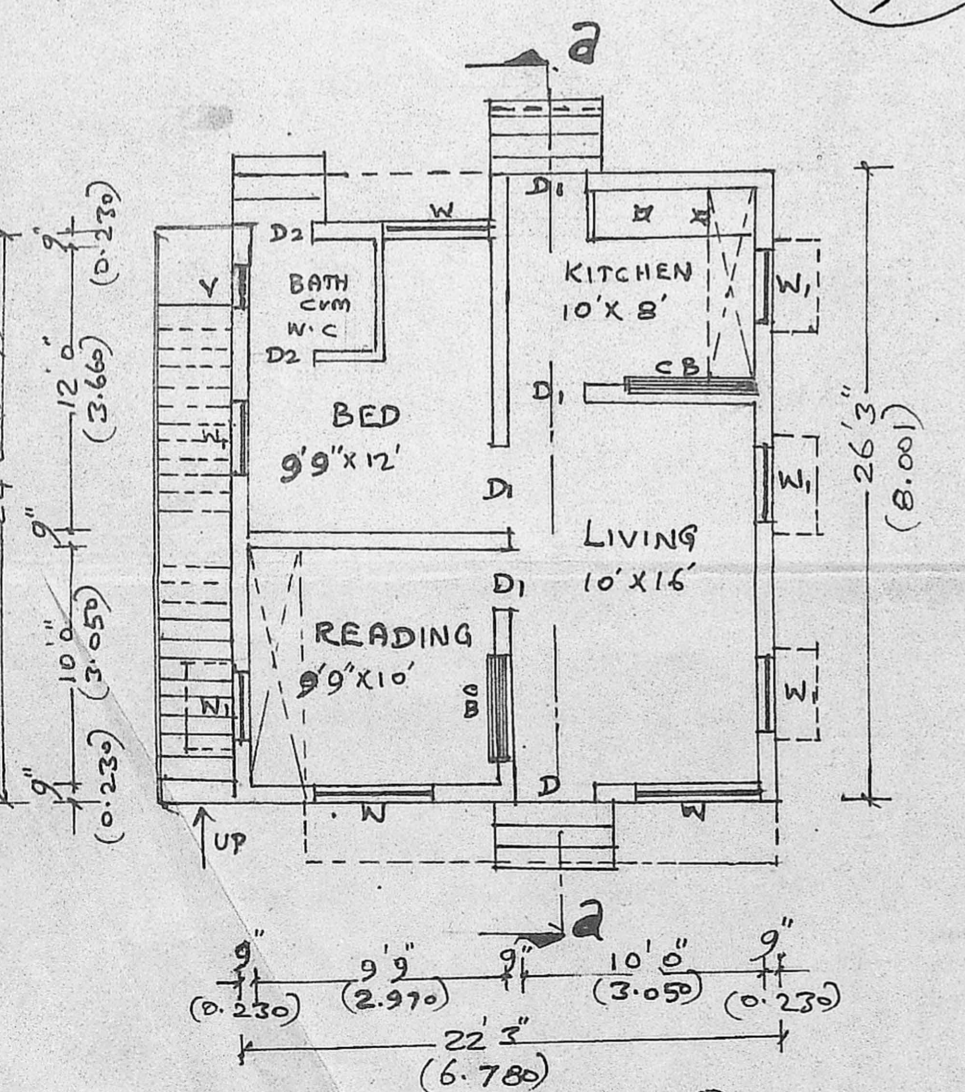 a
D1
W
D2
BATH
cum
W.C
D2
KITCHEN
10'X 8'
W1
CB
D1
BED
9'9"X12'
W1
D1
W1
LIVING
10'X16'
D1
READING
9'9"X10'
CB
W1
W1
D
W
W
UP
a
9"
(0.230)
12'0"
(3.660)
9"
10'0"
(3.050)
9"
(0.230)
26'3"
(8.001)
9" 9'9" 9" 10'0" 9"
(0.230) (2.970) (3.050) (0.230)
22'3"
(6.780)